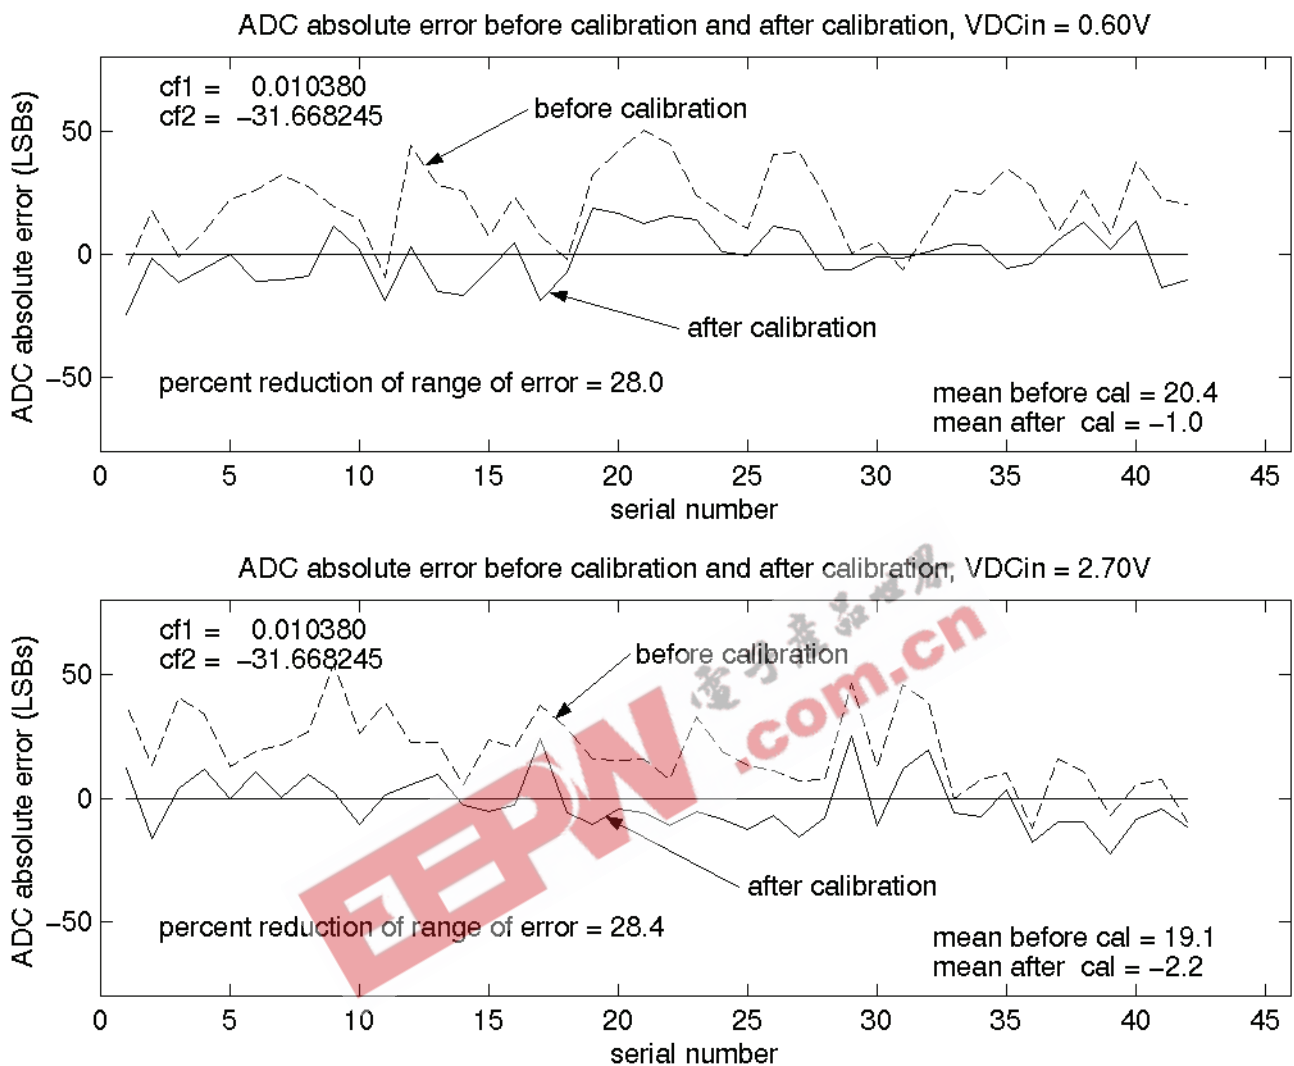 ADC absolute error before calibration and after calibration, VDCin = 0.60V
cf1 = 0.010380
cf2 = −31.668245
before calibration
after calibration
percent reduction of range of error = 28.0
mean before cal = 20.4
mean after cal = −1.0
ADC absolute error (LSBs)
50
0
−50
0 5 10 15 20 25 30 35 40 45
serial number
ADC absolute error before calibration and after calibration, VDCin = 2.70V
cf1 = 0.010380
cf2 = −31.668245
before calibration
after calibration
percent reduction of range of error = 28.4
mean before cal = 19.1
mean after cal = −2.2
ADC absolute error (LSBs)
50
0
−50
0 5 10 15 20 25 30 35 40 45
serial number
EEPW
電子產品世界
.com.cn